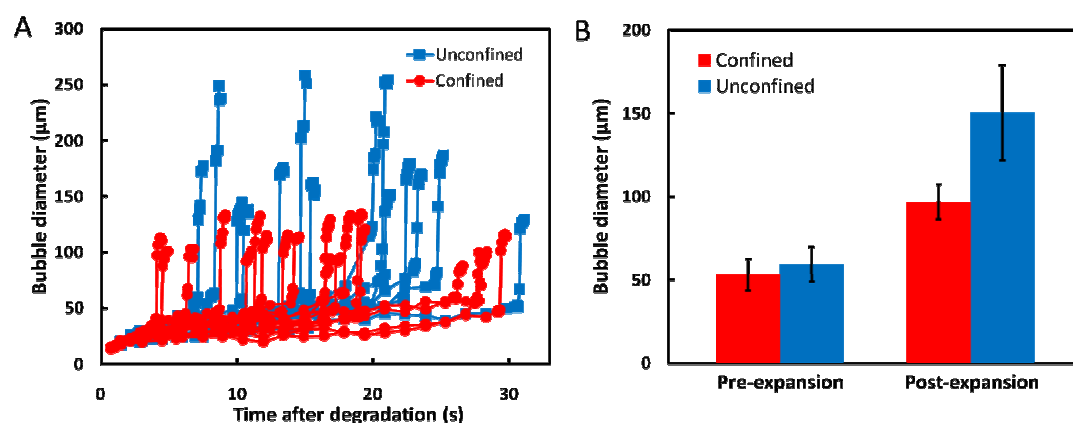 A
Bubble diameter (μm)
300
250
200
150
100
50
0
Unconfined
Confined
0 10 20 30
Time after degradation (s)
B
Bubble diameter (μm)
200
150
100
50
0
Confined
Unconfined
Pre-expansion Post-expansion